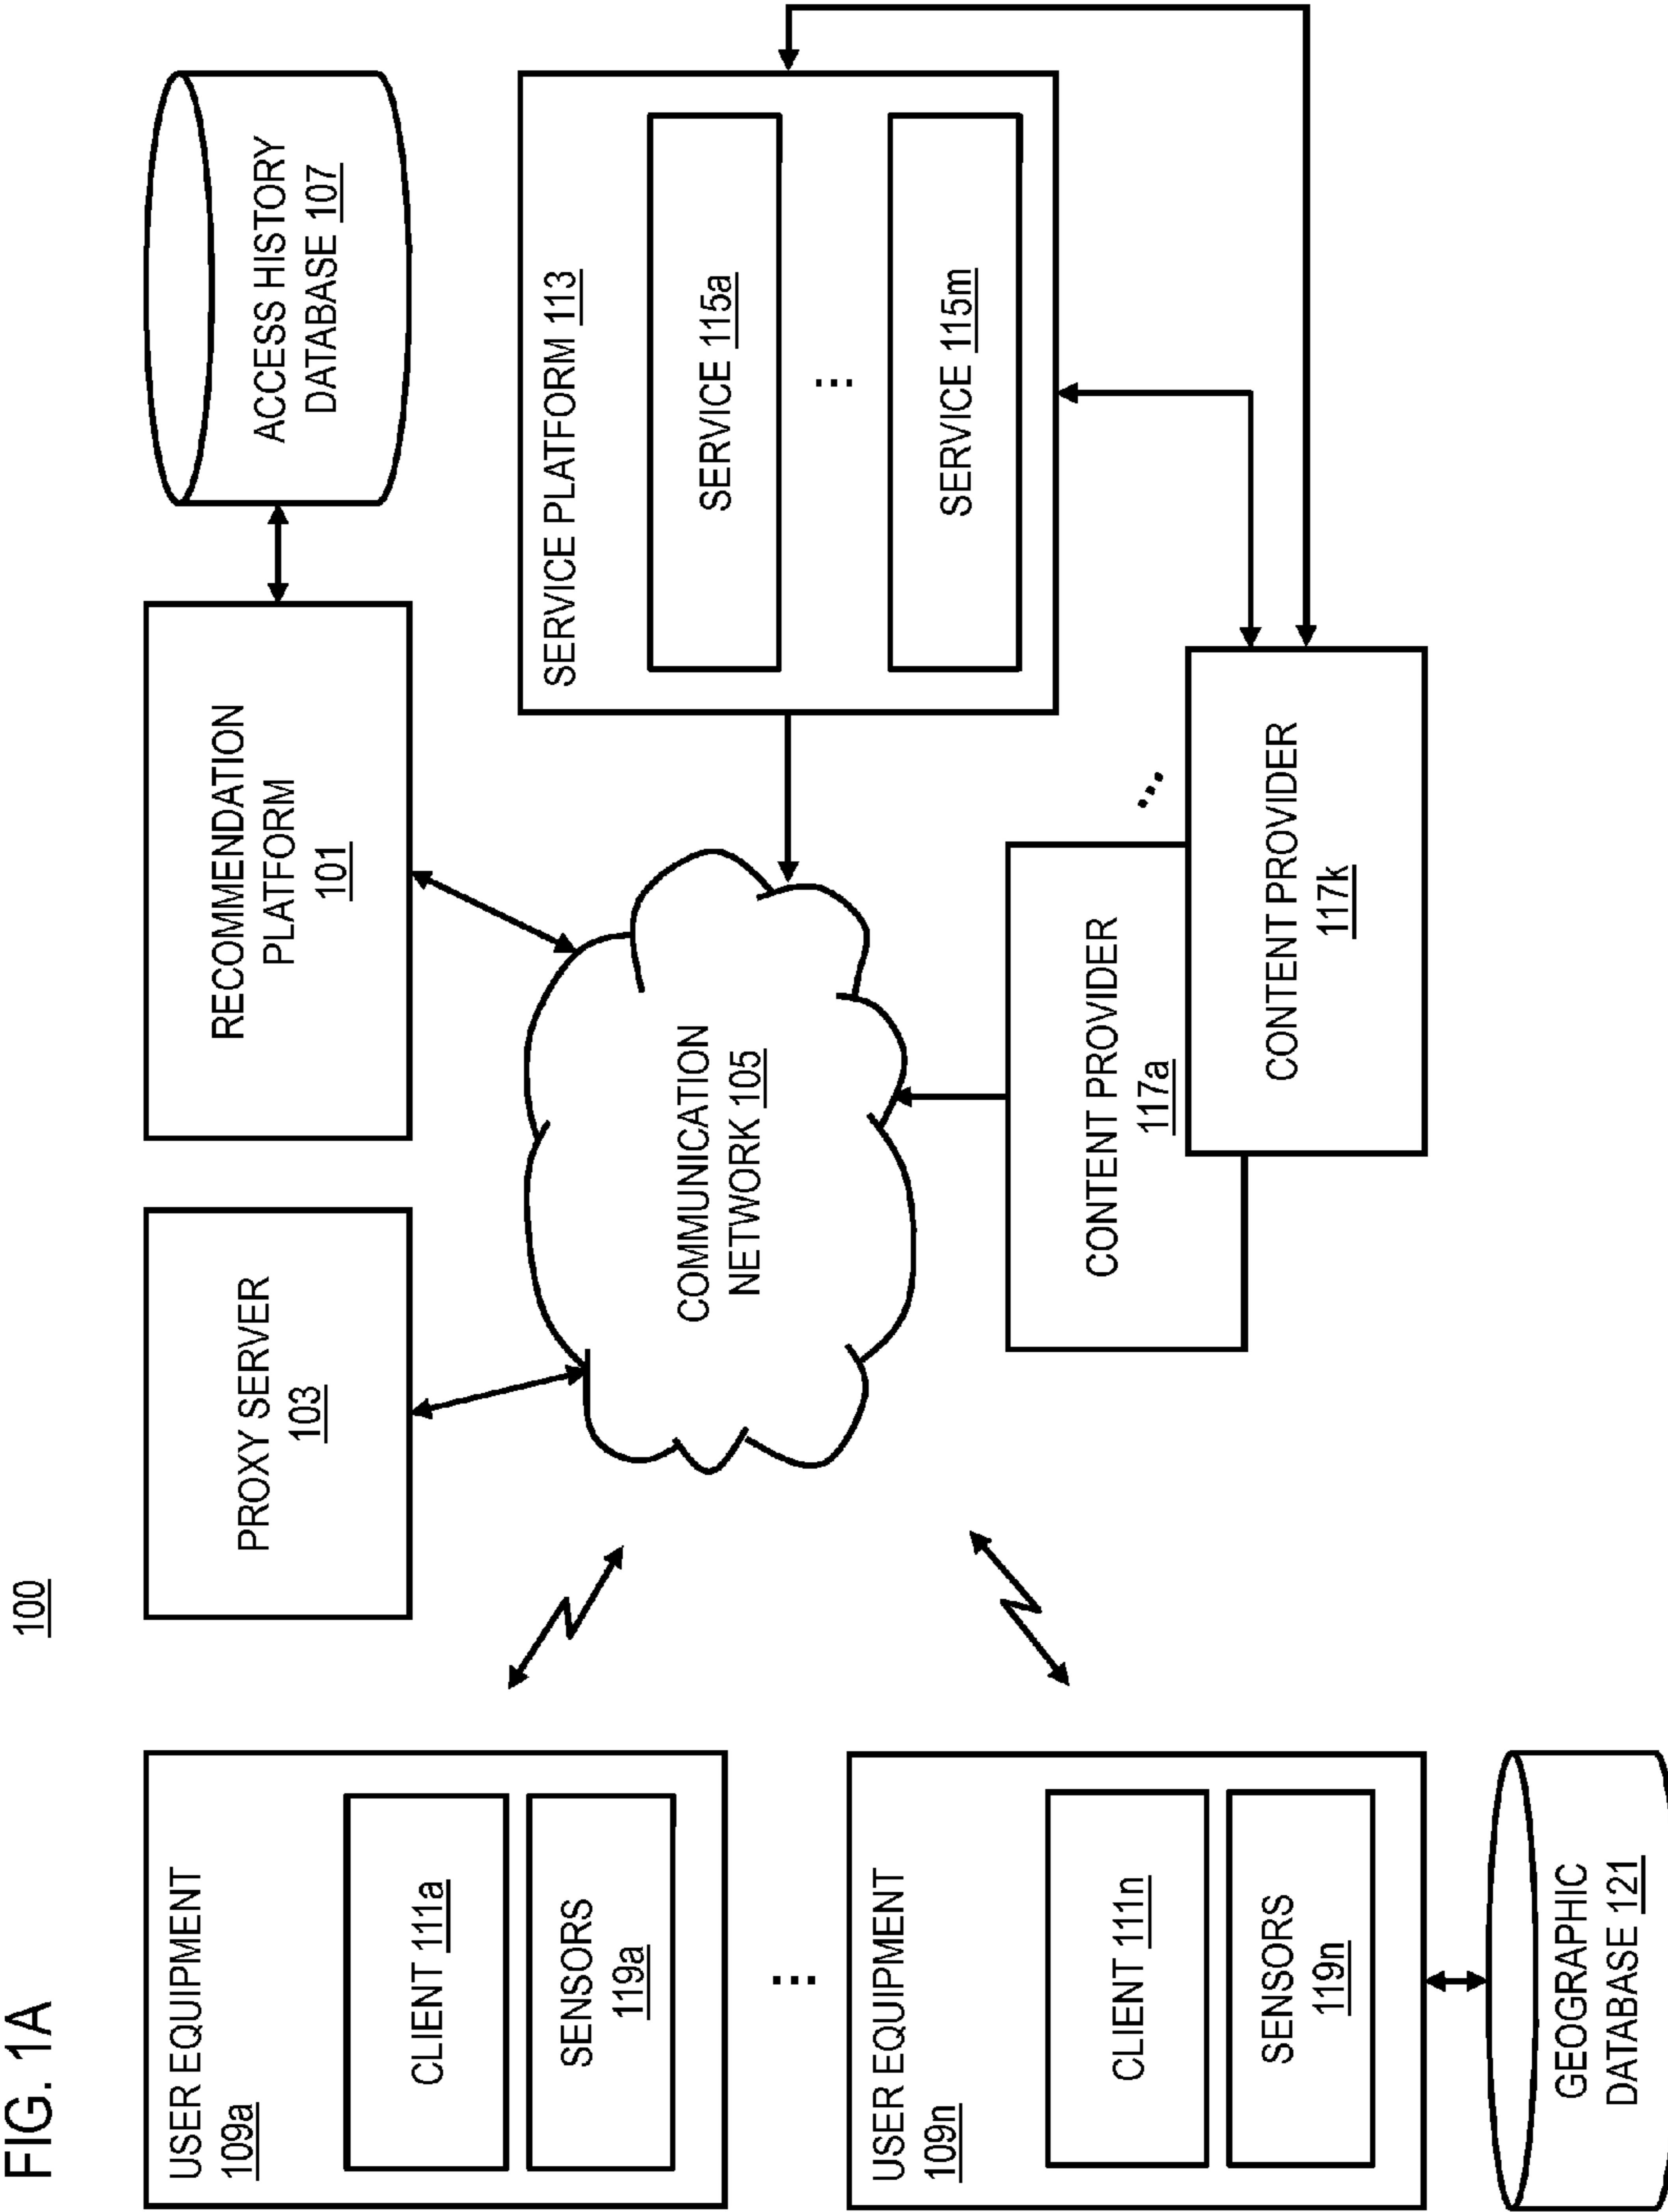 FIG. 1A
100
USER EQUIPMENT
109a
CLIENT 111a
SENSORS
119a
...
USER EQUIPMENT
109n
CLIENT 111n
SENSORS
119n
GEOGRAPHIC
DATABASE 121
PROXY SERVER
103
RECOMMENDATION
PLATFORM
101
ACCESS HISTORY
DATABASE 107
COMMUNICATION
NETWORK 105
SERVICE PLATFORM 113
SERVICE 115a
...
SERVICE 115m
CONTENT PROVIDER
117a
...
CONTENT PROVIDER
117k